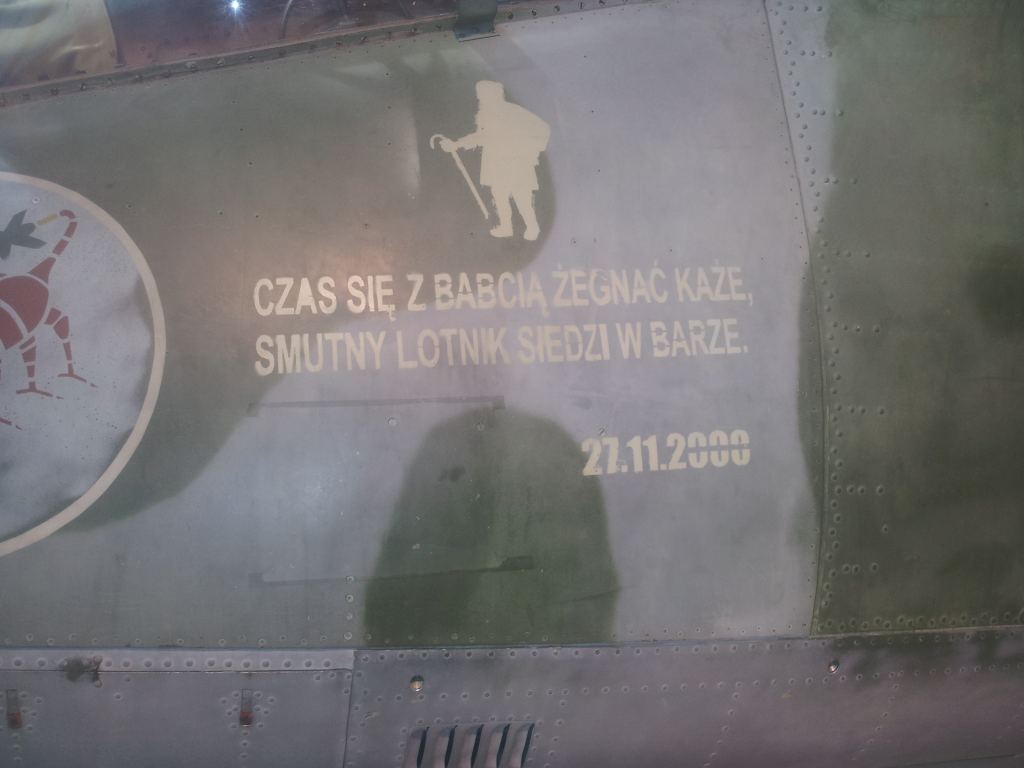 CZAS SIĘ Z BABCIĄ ŻEGNAĆ KAŻE,
SMUTNY LOTNIK SIEDZI W BARZE.
27.11.2000